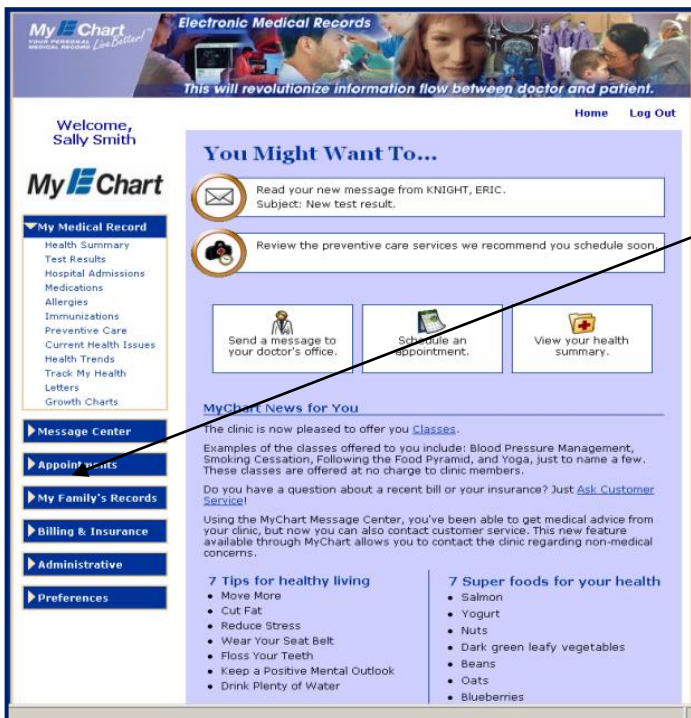 My Chart
YOUR PERSONAL
MEDICAL RECORD Live Better!
Electronic Medical Records
This will revolutionize information flow between doctor and patient.
Home Log Out
Welcome,
Sally Smith
My Chart
My Medical Record
Health Summary
Test Results
Hospital Admissions
Medications
Allergies
Immunizations
Preventive Care
Current Health Issues
Health Trends
Track My Health
Letters
Growth Charts
Message Center
Appointments
My Family's Records
Billing & Insurance
Administrative
Preferences
You Might Want To...
Read your new message from KNIGHT, ERIC.
Subject: New test result.
Review the preventive care services we recommend you schedule soon.
Send a message to
your doctor's office.
Schedule an
appointment.
View your health
summary.
MyChart News for You
The clinic is now pleased to offer you Classes.
Examples of the classes offered to you include: Blood Pressure Management,
Smoking Cessation, Following the Food Pyramid, and Yoga, just to name a few.
These classes are offered at no charge to clinic members.
Do you have a question about a recent bill or your insurance? Just Ask Customer
Service!
Using the MyChart Message Center, you've been able to get medical advice from
your clinic, but now you can also contact customer service. This new feature
available through MyChart allows you to contact the clinic regarding non-medical
concerns.
7 Tips for healthy living
• Move More
• Cut Fat
• Reduce Stress
• Wear Your Seat Belt
• Floss Your Teeth
• Keep a Positive Mental Outlook
• Drink Plenty of Water
7 Super foods for your health
• Salmon
• Yogurt
• Nuts
• Dark green leafy vegetables
• Beans
• Oats
• Blueberries